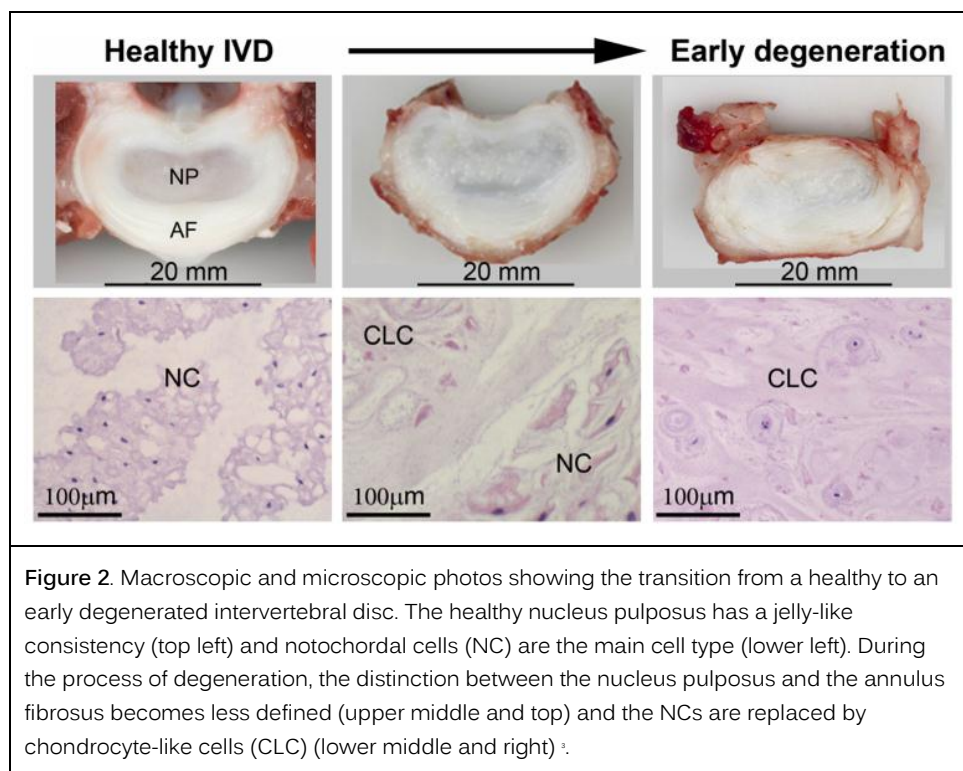 Healthy IVD
Early degeneration
NP
AF
20 mm
20 mm
20 mm
NC
100μm
CLC
NC
100μm
CLC
100μm
Figure 2. Macroscopic and microscopic photos showing the transition from a healthy to an
early degenerated intervertebral disc. The healthy nucleus pulposus has a jelly-like
consistency (top left) and notochordal cells (NC) are the main cell type (lower left). During
the process of degeneration, the distinction between the nucleus pulposus and the annulus
fibrosus becomes less defined (upper middle and top) and the NCs are replaced by
chondrocyte-like cells (CLC) (lower middle and right) ³.